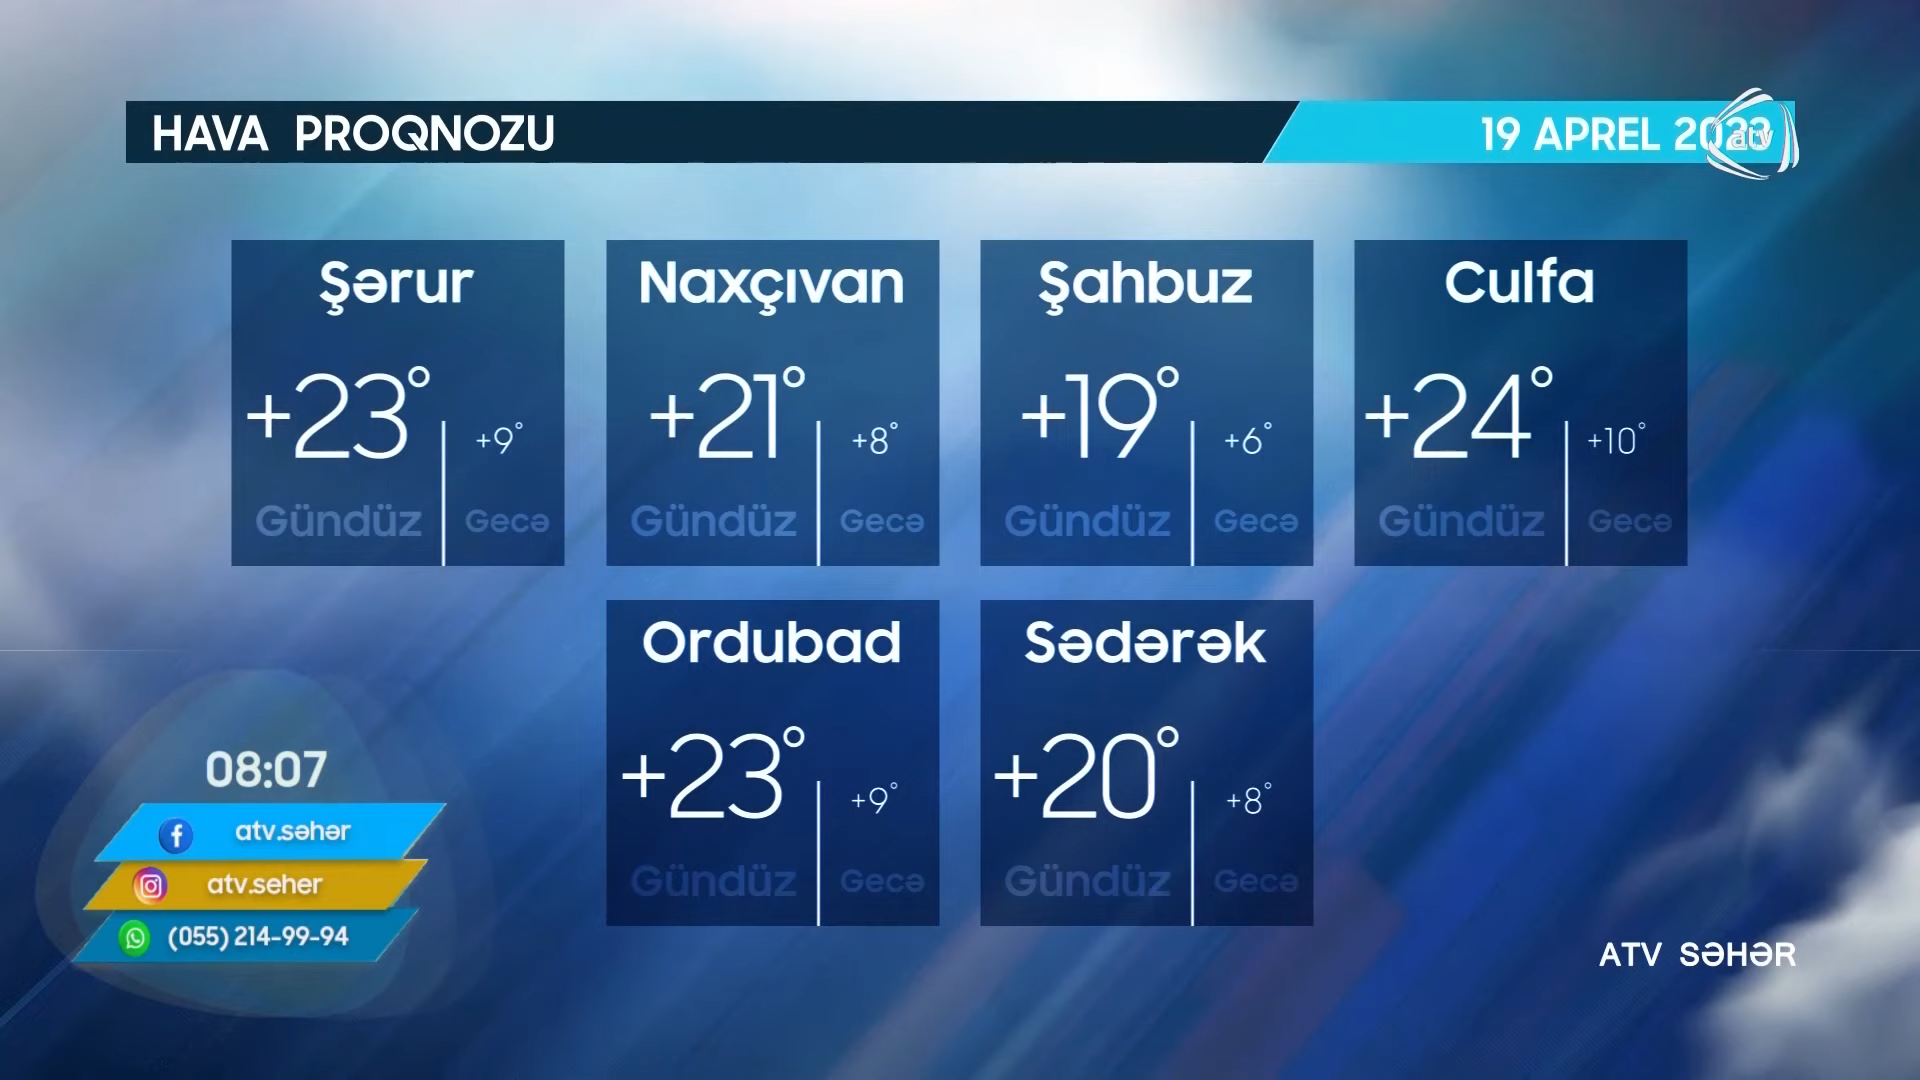 HAVA PROQNOZU
19 APREL 2023
atv
Şərur
Naxçıvan
Şahbuz
Culfa
+23° +9°
+21° +8°
+19° +6°
+24° +10°
Gündüz Gecə
Gündüz Gecə
Gündüz Gecə
Gündüz Gecə
Ordubad
Sədərək
+23° +9°
+20° +8°
Gündüz Gecə
Gündüz Gecə
08:07
atv.səhər
atv.seher
(055) 214-99-94
ATV SƏHƏR